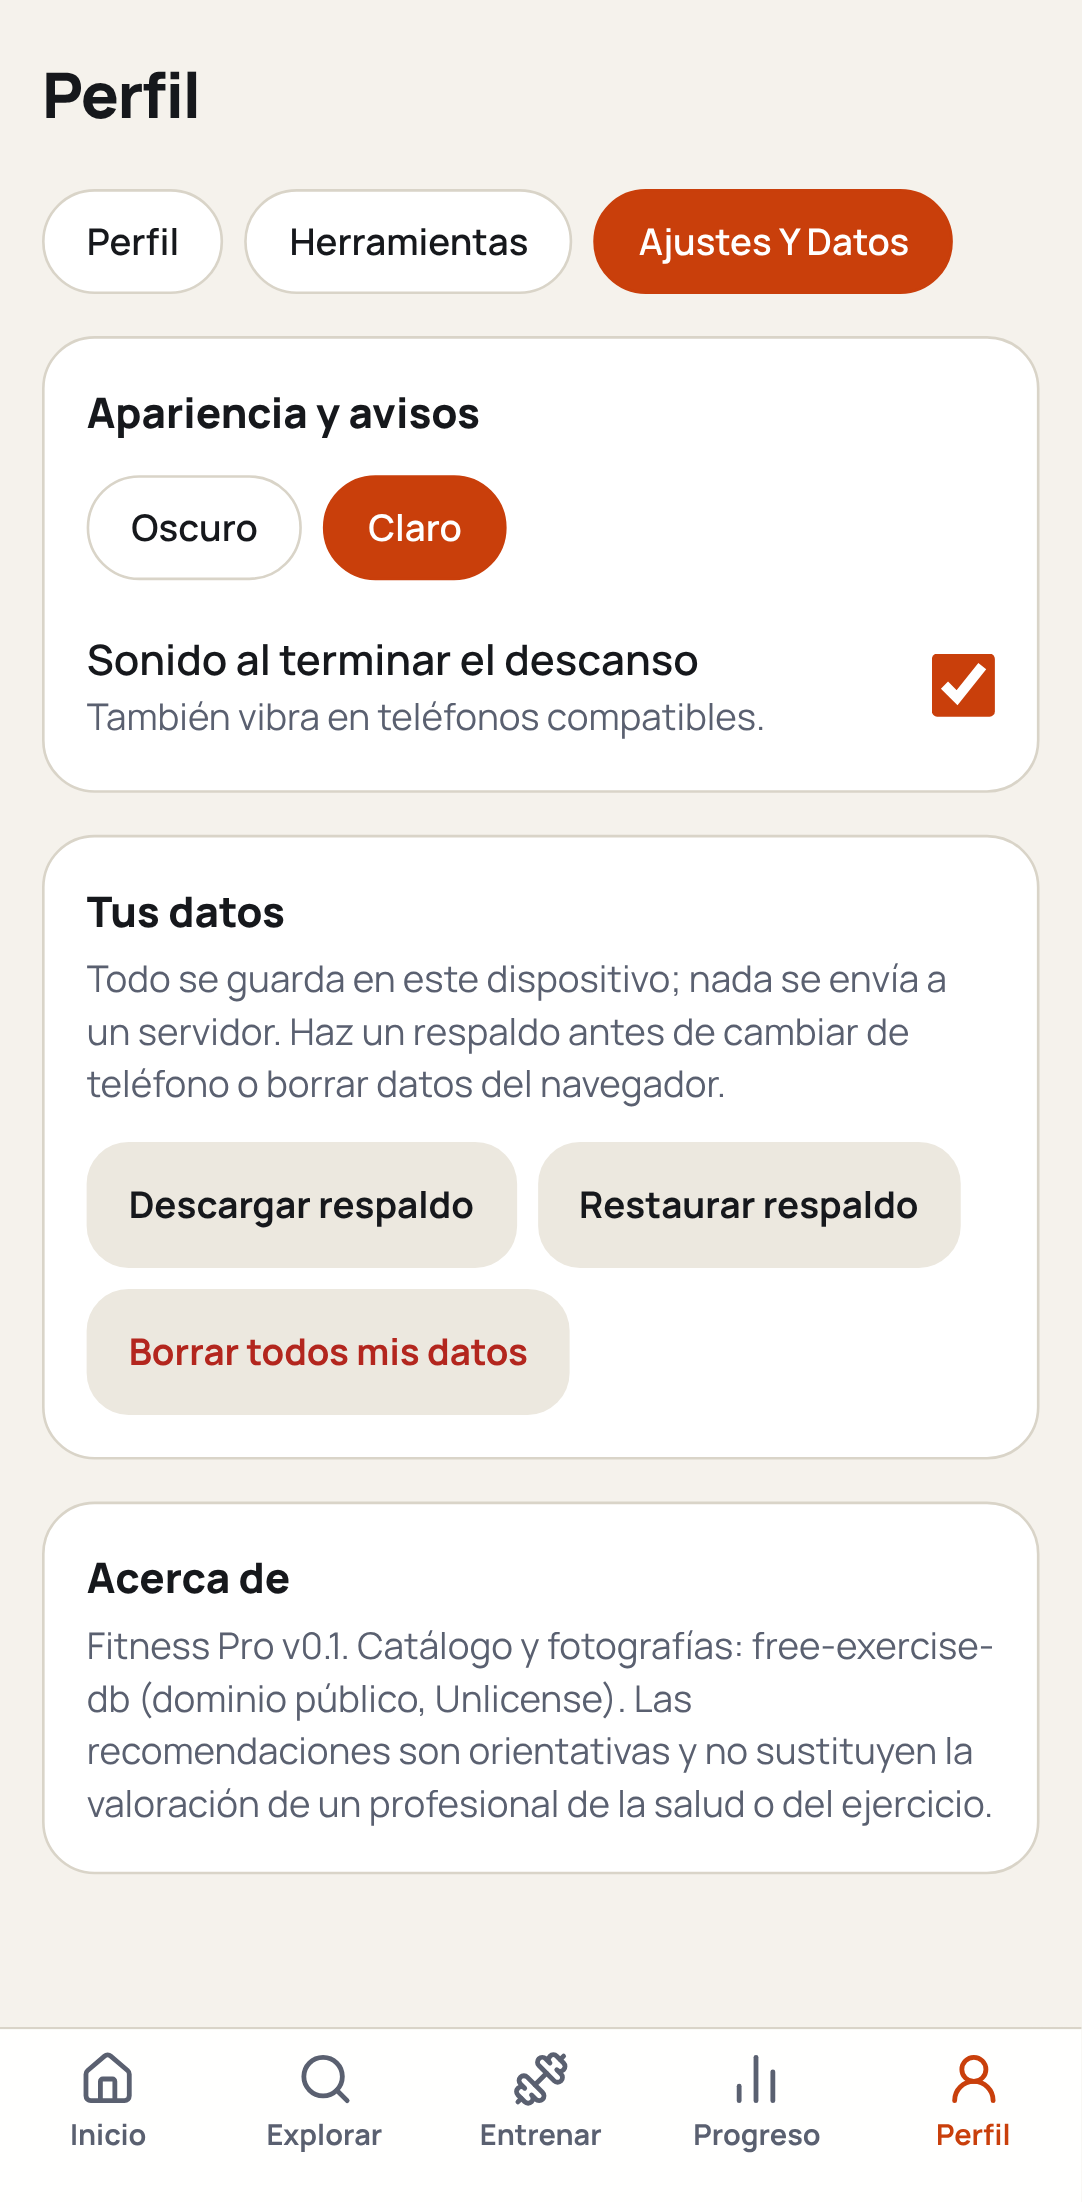 Perfil
Perfil
Herramientas
Ajustes Y Datos
Apariencia y avisos
Oscuro
Claro
Sonido al terminar el descanso
También vibra en teléfonos compatibles.
Tus datos
Todo se guarda en este dispositivo; nada se envía a
un servidor. Haz un respaldo antes de cambiar de
teléfono o borrar datos del navegador.
Descargar respaldo
Restaurar respaldo
Borrar todos mis datos
Acerca de
Fitness Pro v0.1. Catálogo y fotografías: free-exercise-
db (dominio público, Unlicense). Las
recomendaciones son orientativas y no sustituyen la
valoración de un profesional de la salud o del ejercicio.
Inicio
Explorar
Entrenar
Progreso
Perfil